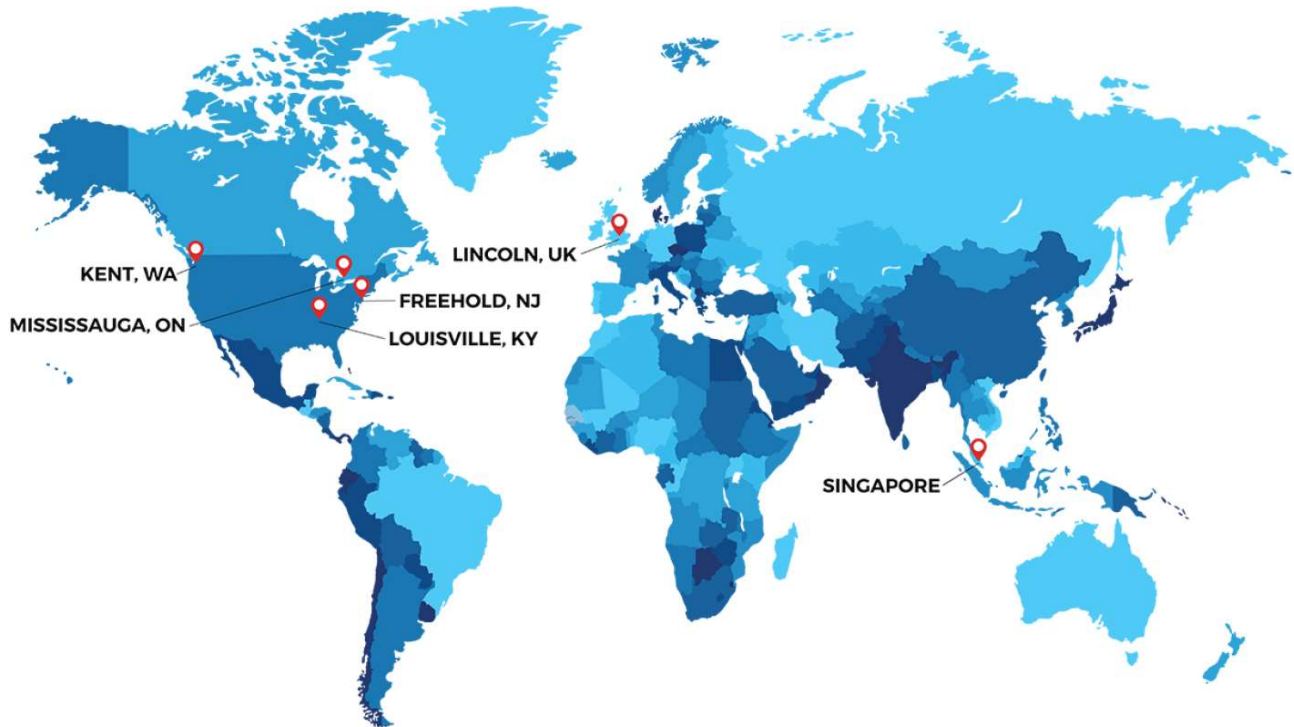 LINCOLN, UK
KENT, WA
FREEHOLD, NJ
MISSISSAUGA, ON
LOUISVILLE, KY
SINGAPORE